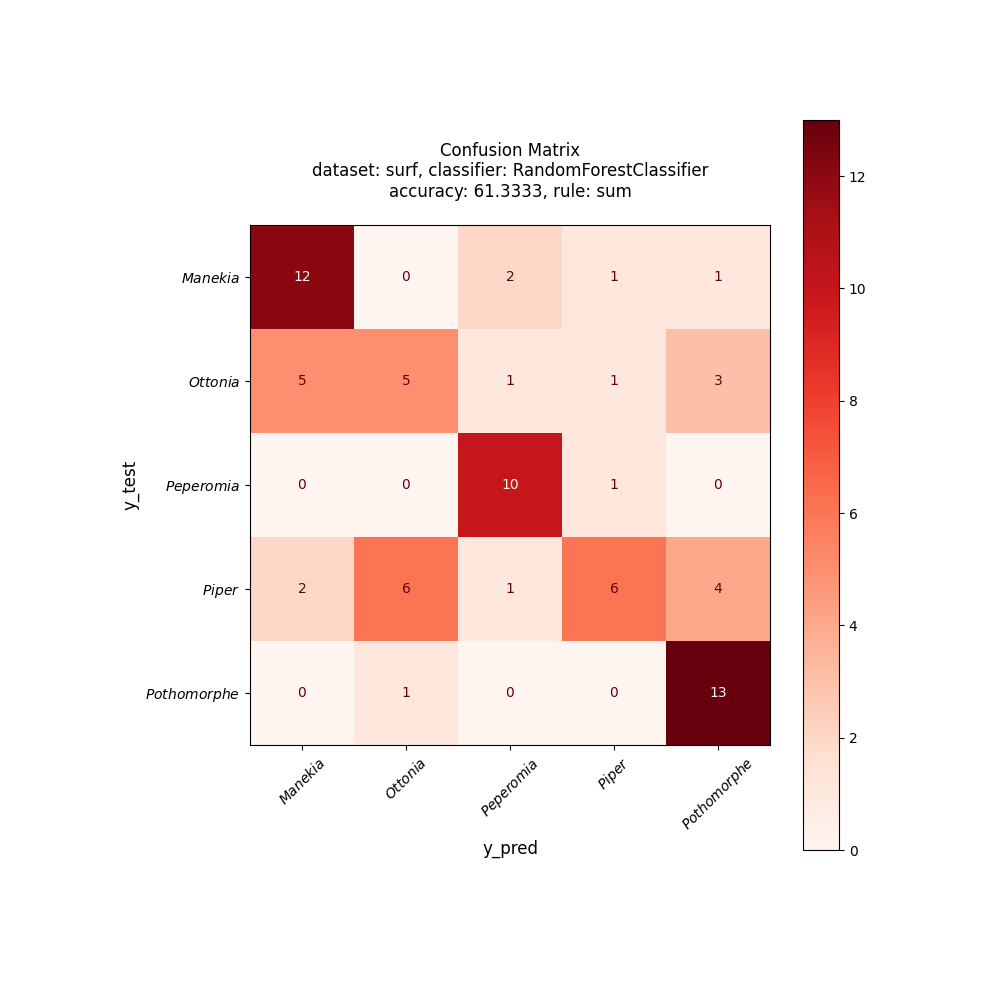 Confusion Matrix
dataset: surf, classifier: RandomForestClassifier
accuracy: 61.3333, rule: sum
Manekia 12 0 2 1 1
Ottonia 5 5 1 1 3
Peperomia 0 0 10 1 0
Piper 2 6 1 6 4
Pothomorphe 0 1 0 0 13
y_test
Manekia Ottonia Peperomia Piper Pothomorphe
y_pred
12
10
8
6
4
2
0